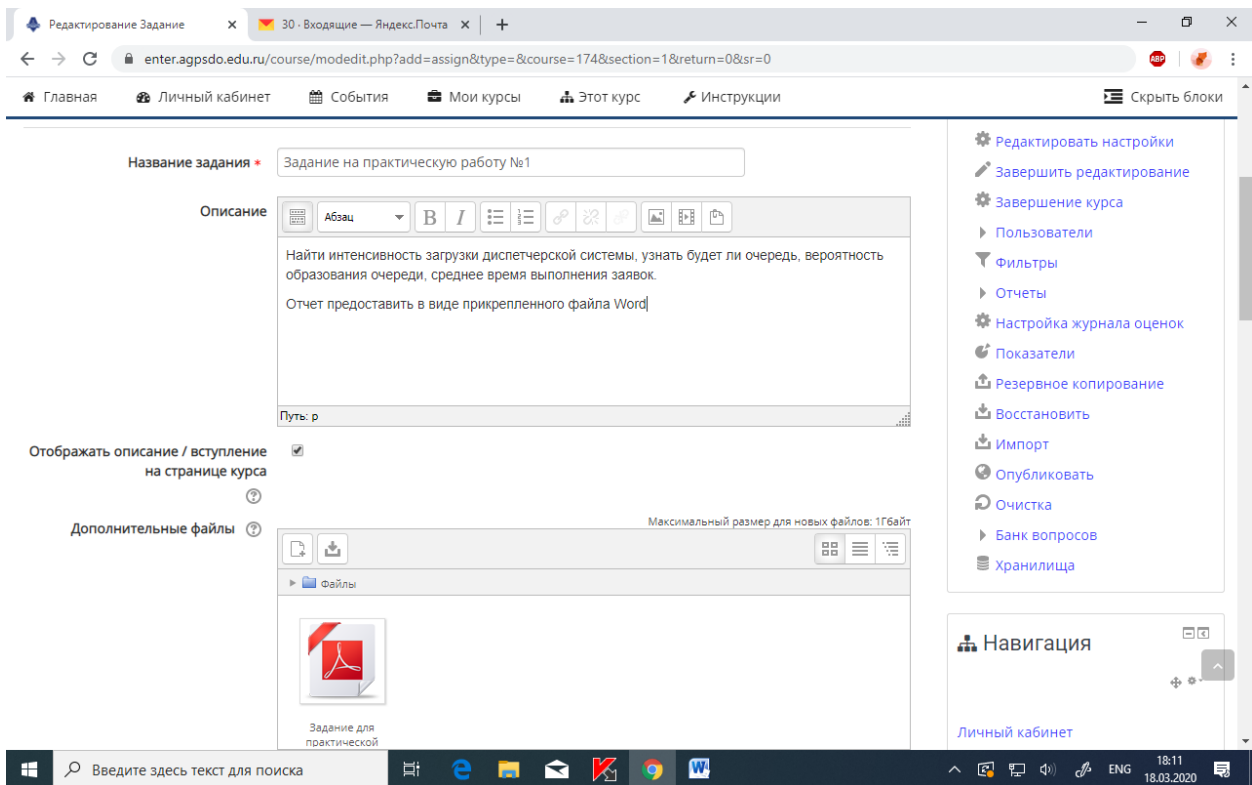 Редактирование Задание
30 · Входящие — Яндекс.Почта
enter.agpsdo.edu.ru/course/modedit.php?add=assign&type=&course=174&section=1&return=0&sr=0
ABP
Главная
Личный кабинет
События
Мои курсы
Этот курс
Инструкции
Скрыть блоки
Название задания *
Задание на практическую работу №1
Описание
Абзац
B I
Найти интенсивность загрузки диспетчерской системы, узнать будет ли очередь, вероятность
образования очереди, среднее время выполнения заявок.
Отчет предоставить в виде прикрепленного файла Word
Путь: p
Отображать описание / вступление
на странице курса
Дополнительные файлы
Максимальный размер для новых файлов: 1Гбайт
Файлы
Задание для
практической
Редактировать настройки
Завершить редактирование
Завершение курса
Пользователи
Фильтры
Отчеты
Настройка журнала оценок
Показатели
Резервное копирование
Восстановить
Импорт
Опубликовать
Очистка
Банк вопросов
Хранилища
Навигация
Личный кабинет
Введите здесь текст для поиска
ENG
18:11
18.03.2020